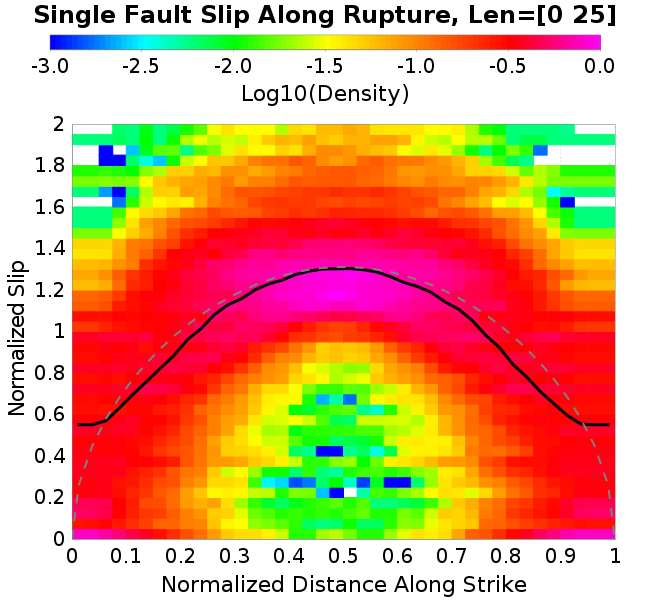 Single Fault Slip Along Rupture, Len=[0 25]
-3.0 -2.5 -2.0 -1.5 -1.0 -0.5 0.0
Log10(Density)
Normalized Slip
2
1.8
1.6
1.4
1.2
1
0.8
0.6
0.4
0.2
0
0 0.1 0.2 0.3 0.4 0.5 0.6 0.7 0.8 0.9 1
Normalized Distance Along Strike